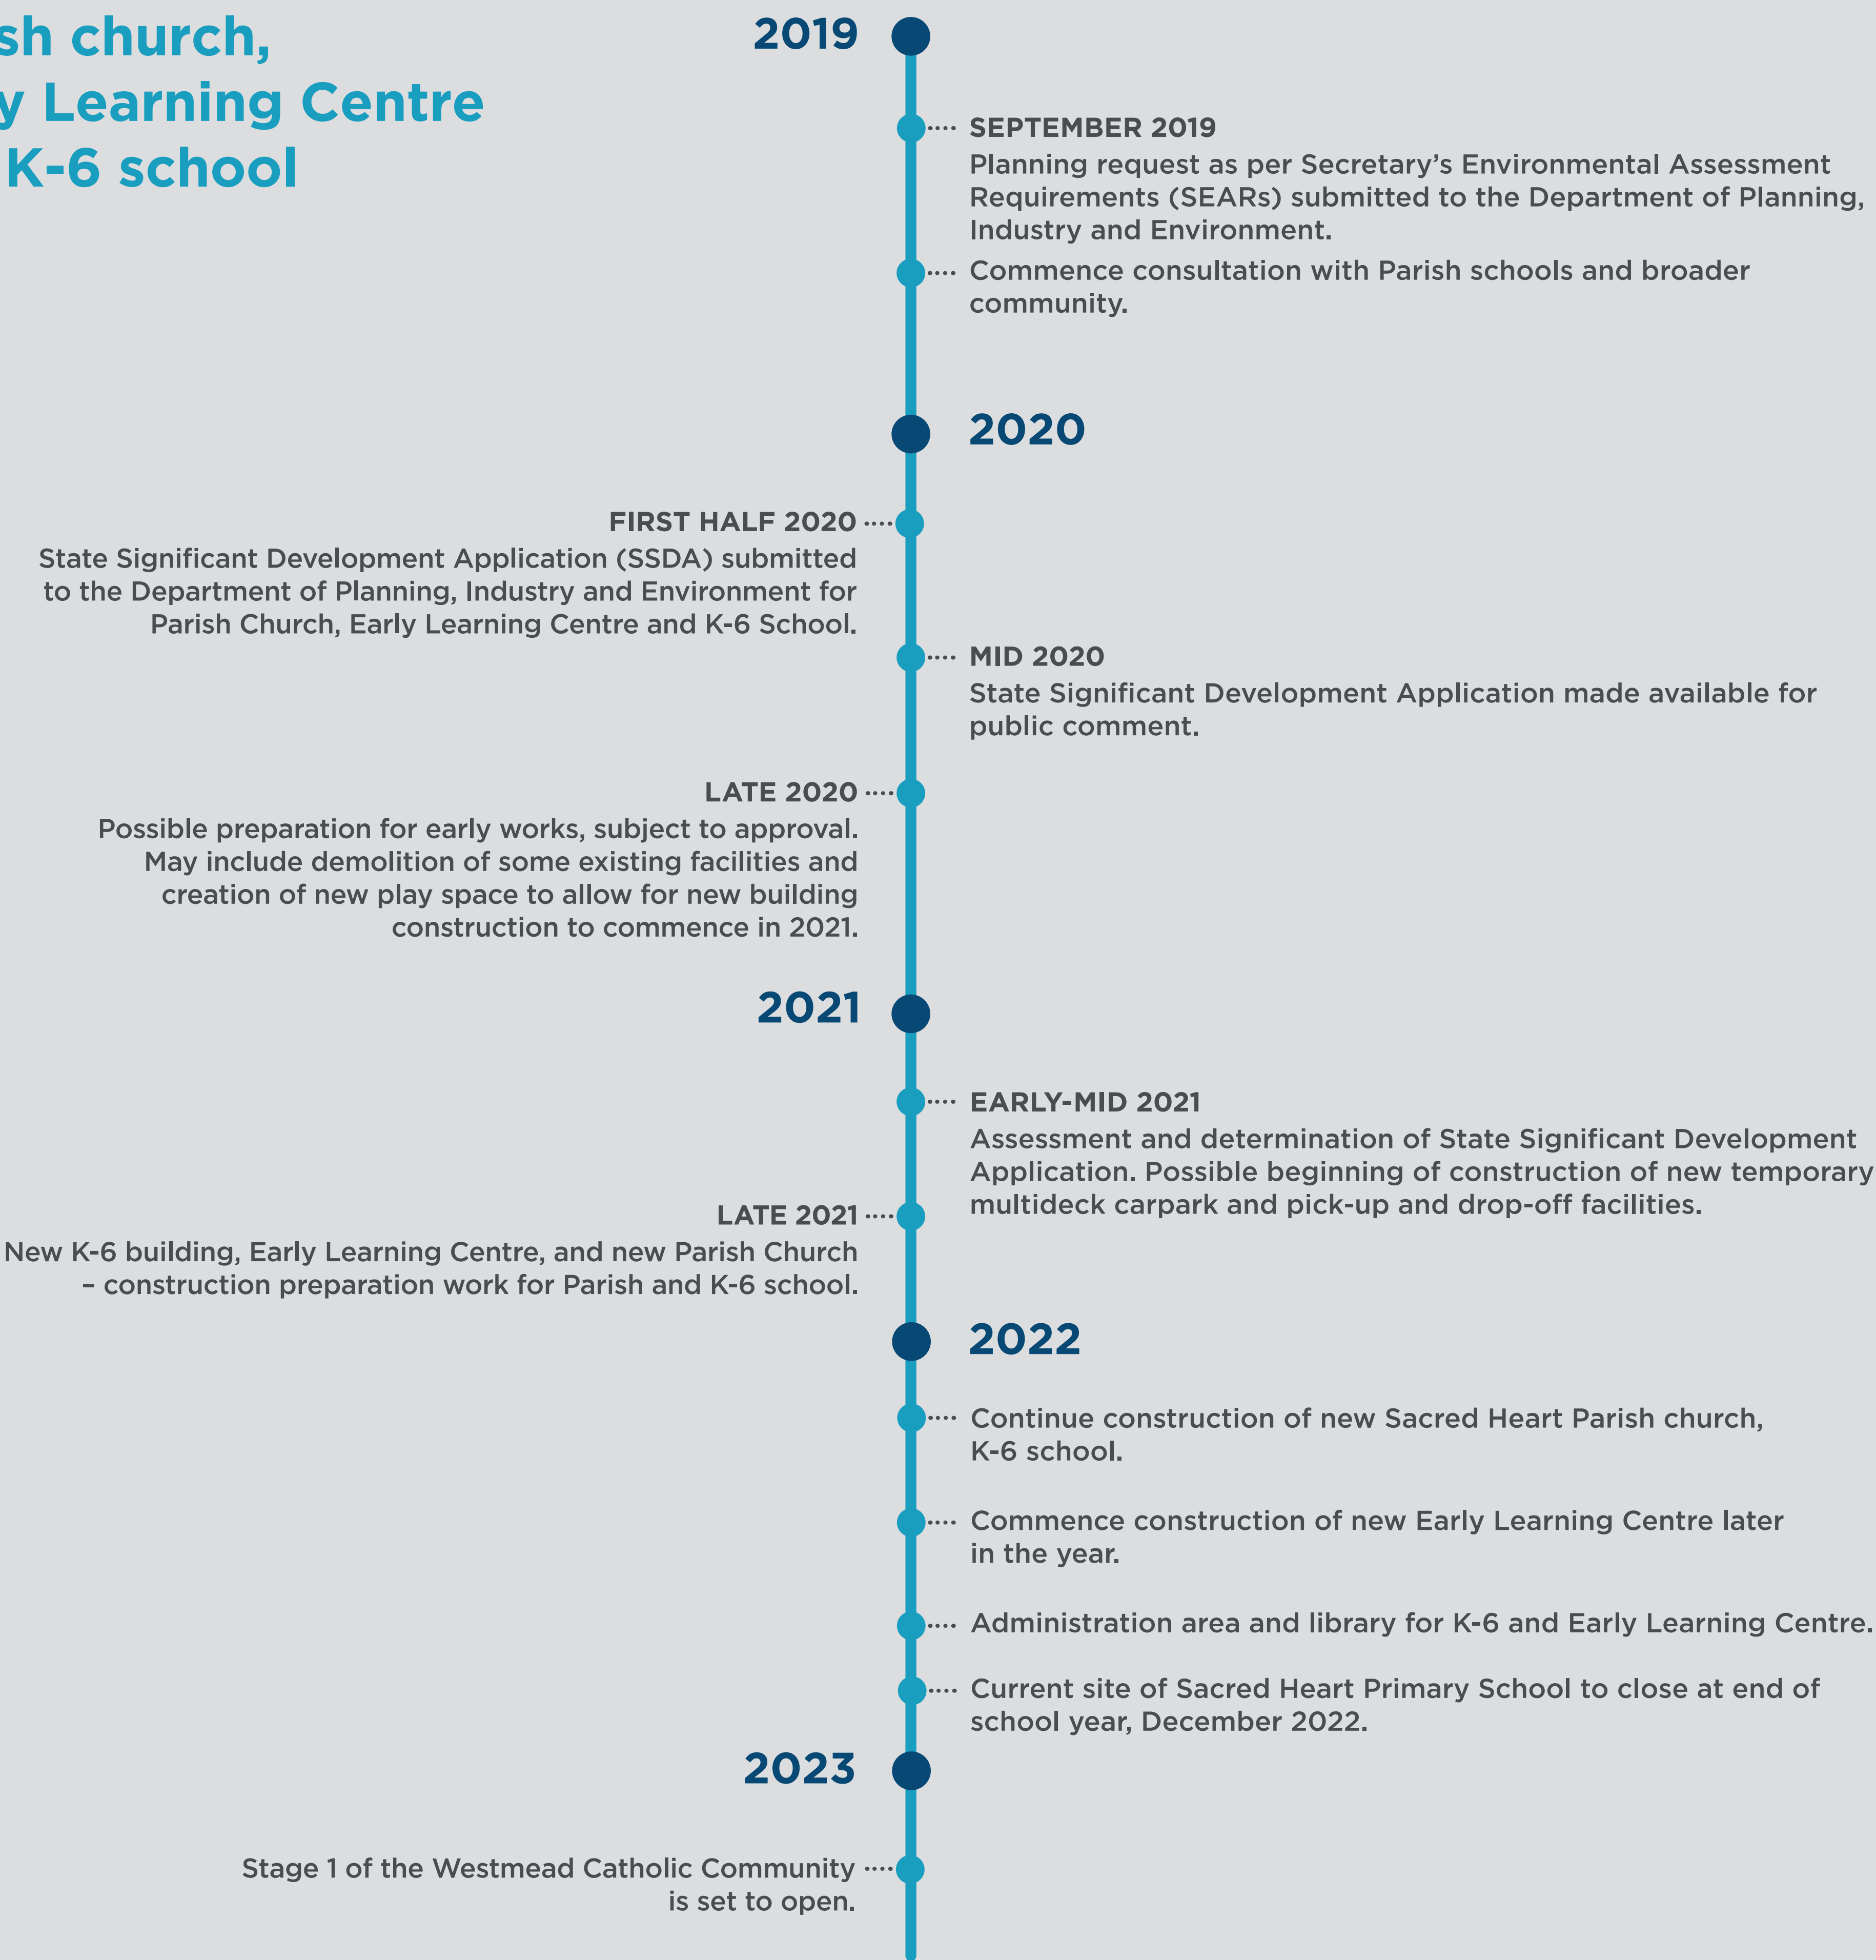 sh church,
y Learning Centre
K-6 school
2019
SEPTEMBER 2019
Planning request as per Secretary’s Environmental Assessment
Requirements (SEARs) submitted to the Department of Planning,
Industry and Environment.
Commence consultation with Parish schools and broader
community.
2020
FIRST HALF 2020
State Significant Development Application (SSDA) submitted
to the Department of Planning, Industry and Environment for
Parish Church, Early Learning Centre and K-6 School.
MID 2020
State Significant Development Application made available for
public comment.
LATE 2020
Possible preparation for early works, subject to approval.
May include demolition of some existing facilities and
creation of new play space to allow for new building
construction to commence in 2021.
2021
EARLY-MID 2021
Assessment and determination of State Significant Development
Application. Possible beginning of construction of new temporary
multideck carpark and pick-up and drop-off facilities.
LATE 2021
New K-6 building, Early Learning Centre, and new Parish Church
– construction preparation work for Parish and K-6 school.
2022
Continue construction of new Sacred Heart Parish church,
K-6 school.
Commence construction of new Early Learning Centre later
in the year.
Administration area and library for K-6 and Early Learning Centre.
Current site of Sacred Heart Primary School to close at end of
school year, December 2022.
2023
Stage 1 of the Westmead Catholic Community
is set to open.